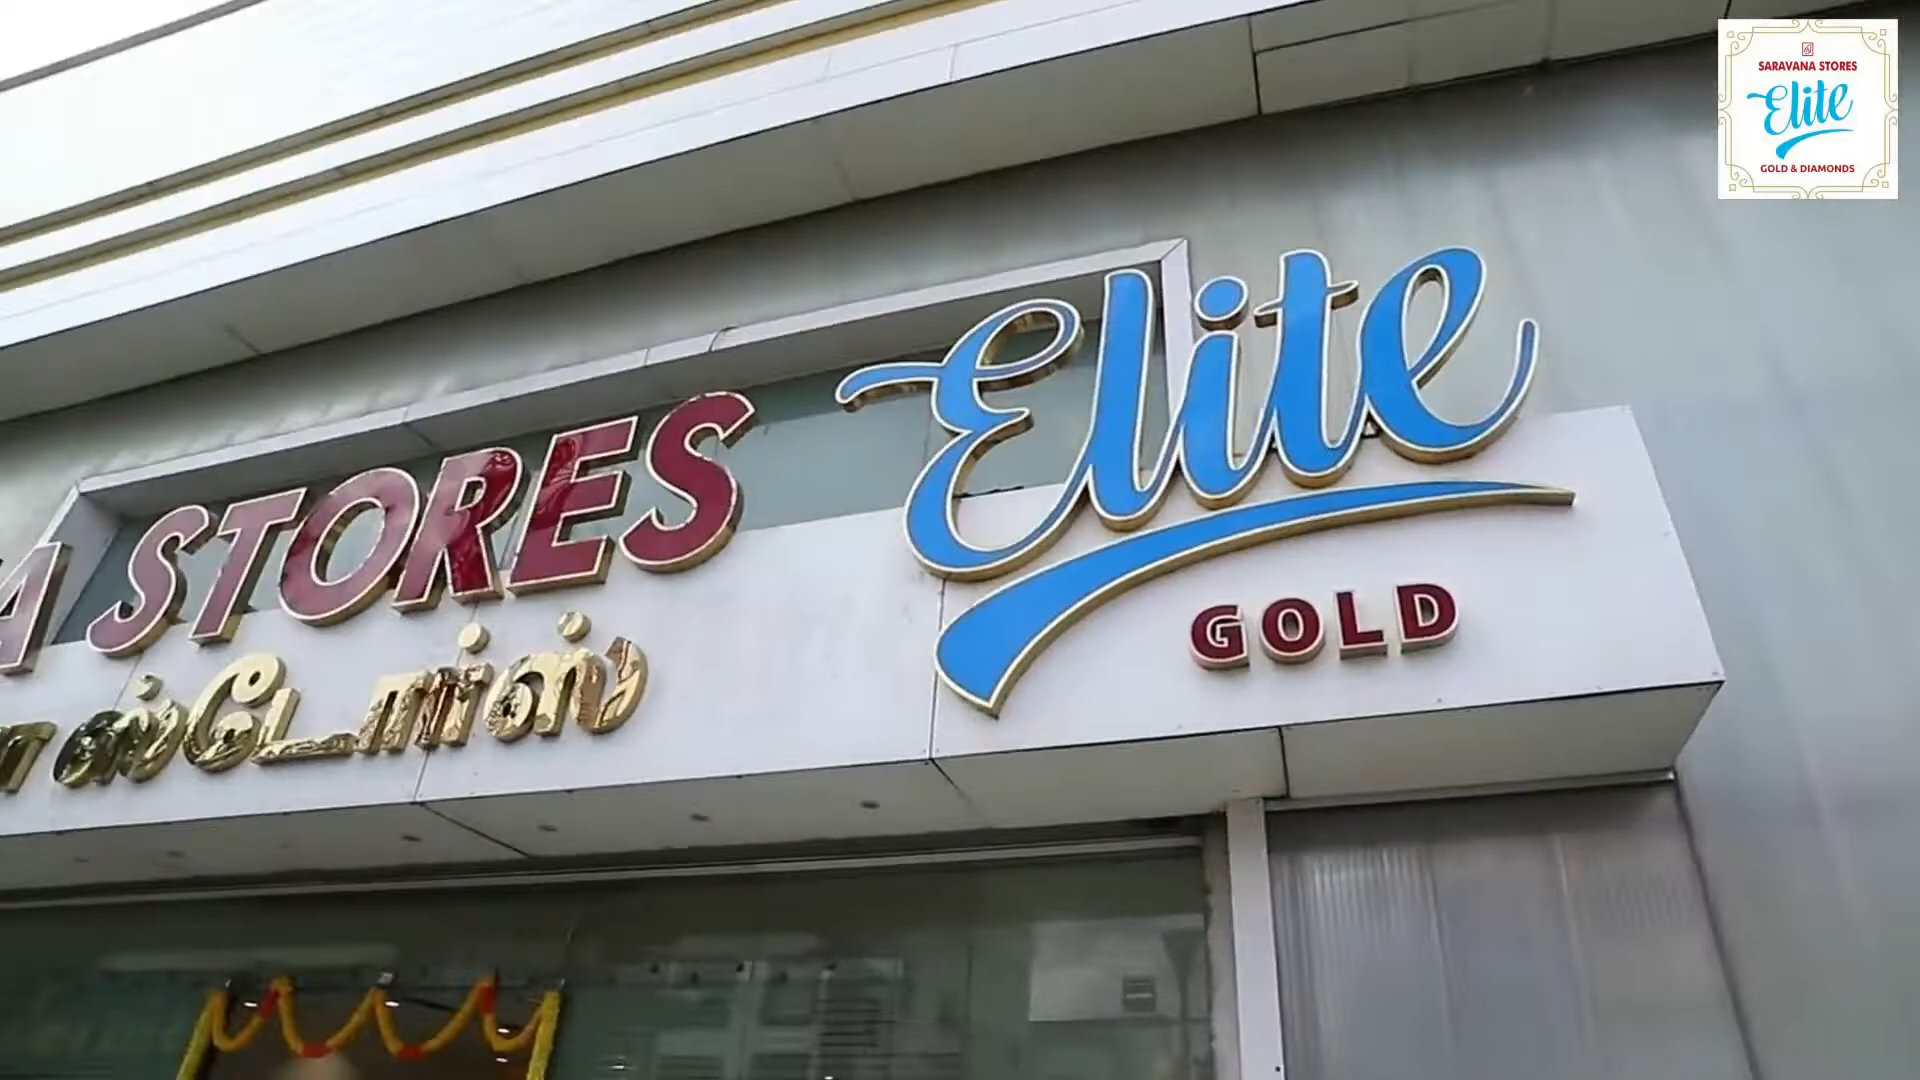 A STORES Elite
ா ஸ்டோர்ஸ்
GOLD
SARAVANA STORES
Elite
GOLD & DIAMONDS